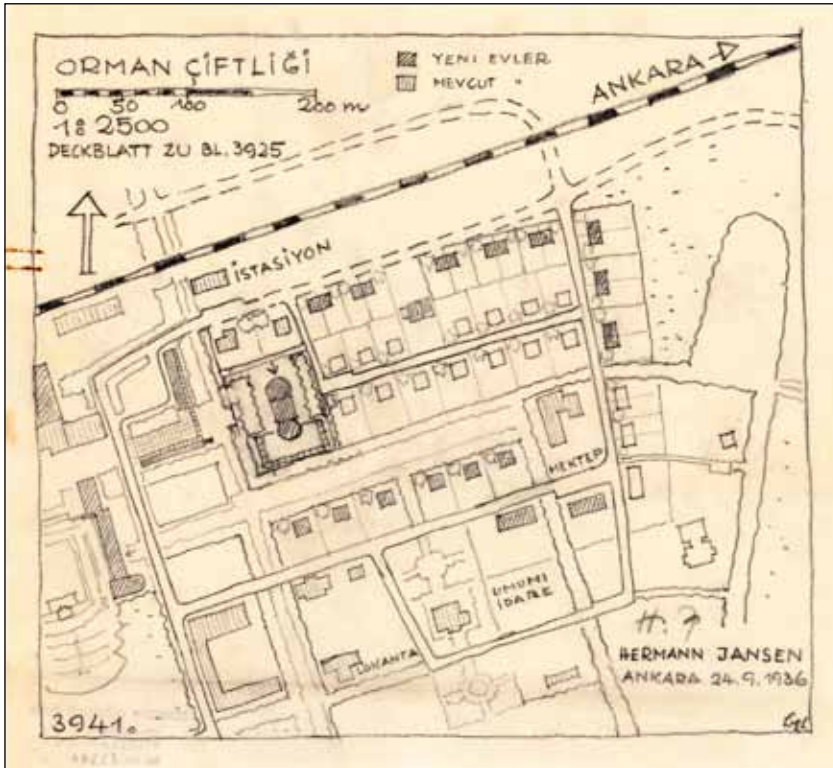 ORMAN ÇİFTLİĞİ
0 50 100 200 m
1:2500
DECKBLATT ZU BL. 3925
YENI EVLER
MEVCUT "
ANKARA
İSTASİYON
MEKTEP
UMUMI
İDARE
LOKANTA
HERMANN JANSEN
ANKARA 24.9.1936
3941.